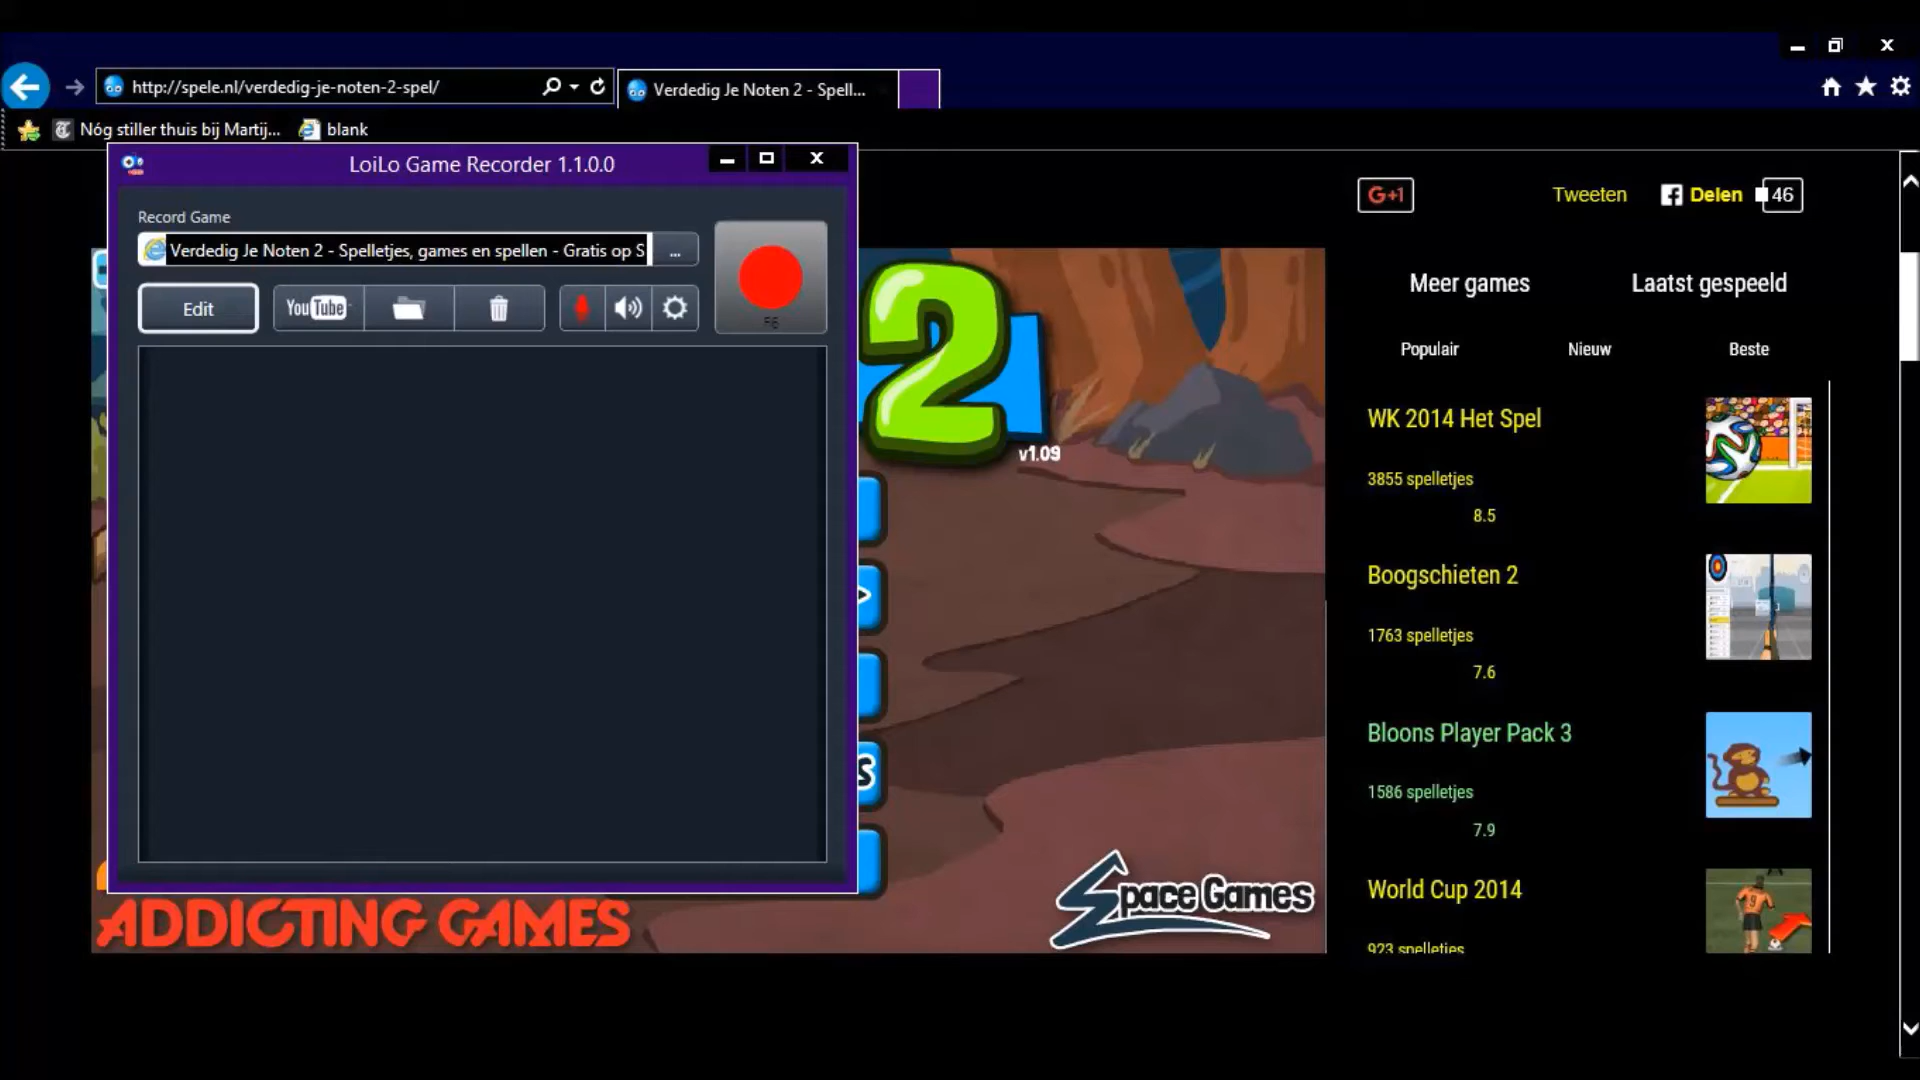 http://spele.nl/verdedig-je-noten-2-spel/
Verdedig Je Noten 2 - Spell...
Nóg stiller thuis bij Martij...
blank
LoiLo Game Recorder 1.1.0.0
Record Game
Verdedig Je Noten 2 - Spelletjes, games en spellen - Gratis op S
...
Edit
YouTube
F6
G+1
Tweeten
Delen
46
2
v1.09
S
ADDICTING GAMES
Space Games
Meer games
Laatst gespeeld
Populair
Nieuw
Beste
WK 2014 Het Spel
3855 spelletjes
8.5
Boogschieten 2
1763 spelletjes
7.6
Bloons Player Pack 3
1586 spelletjes
7.9
World Cup 2014
923 spelletjes